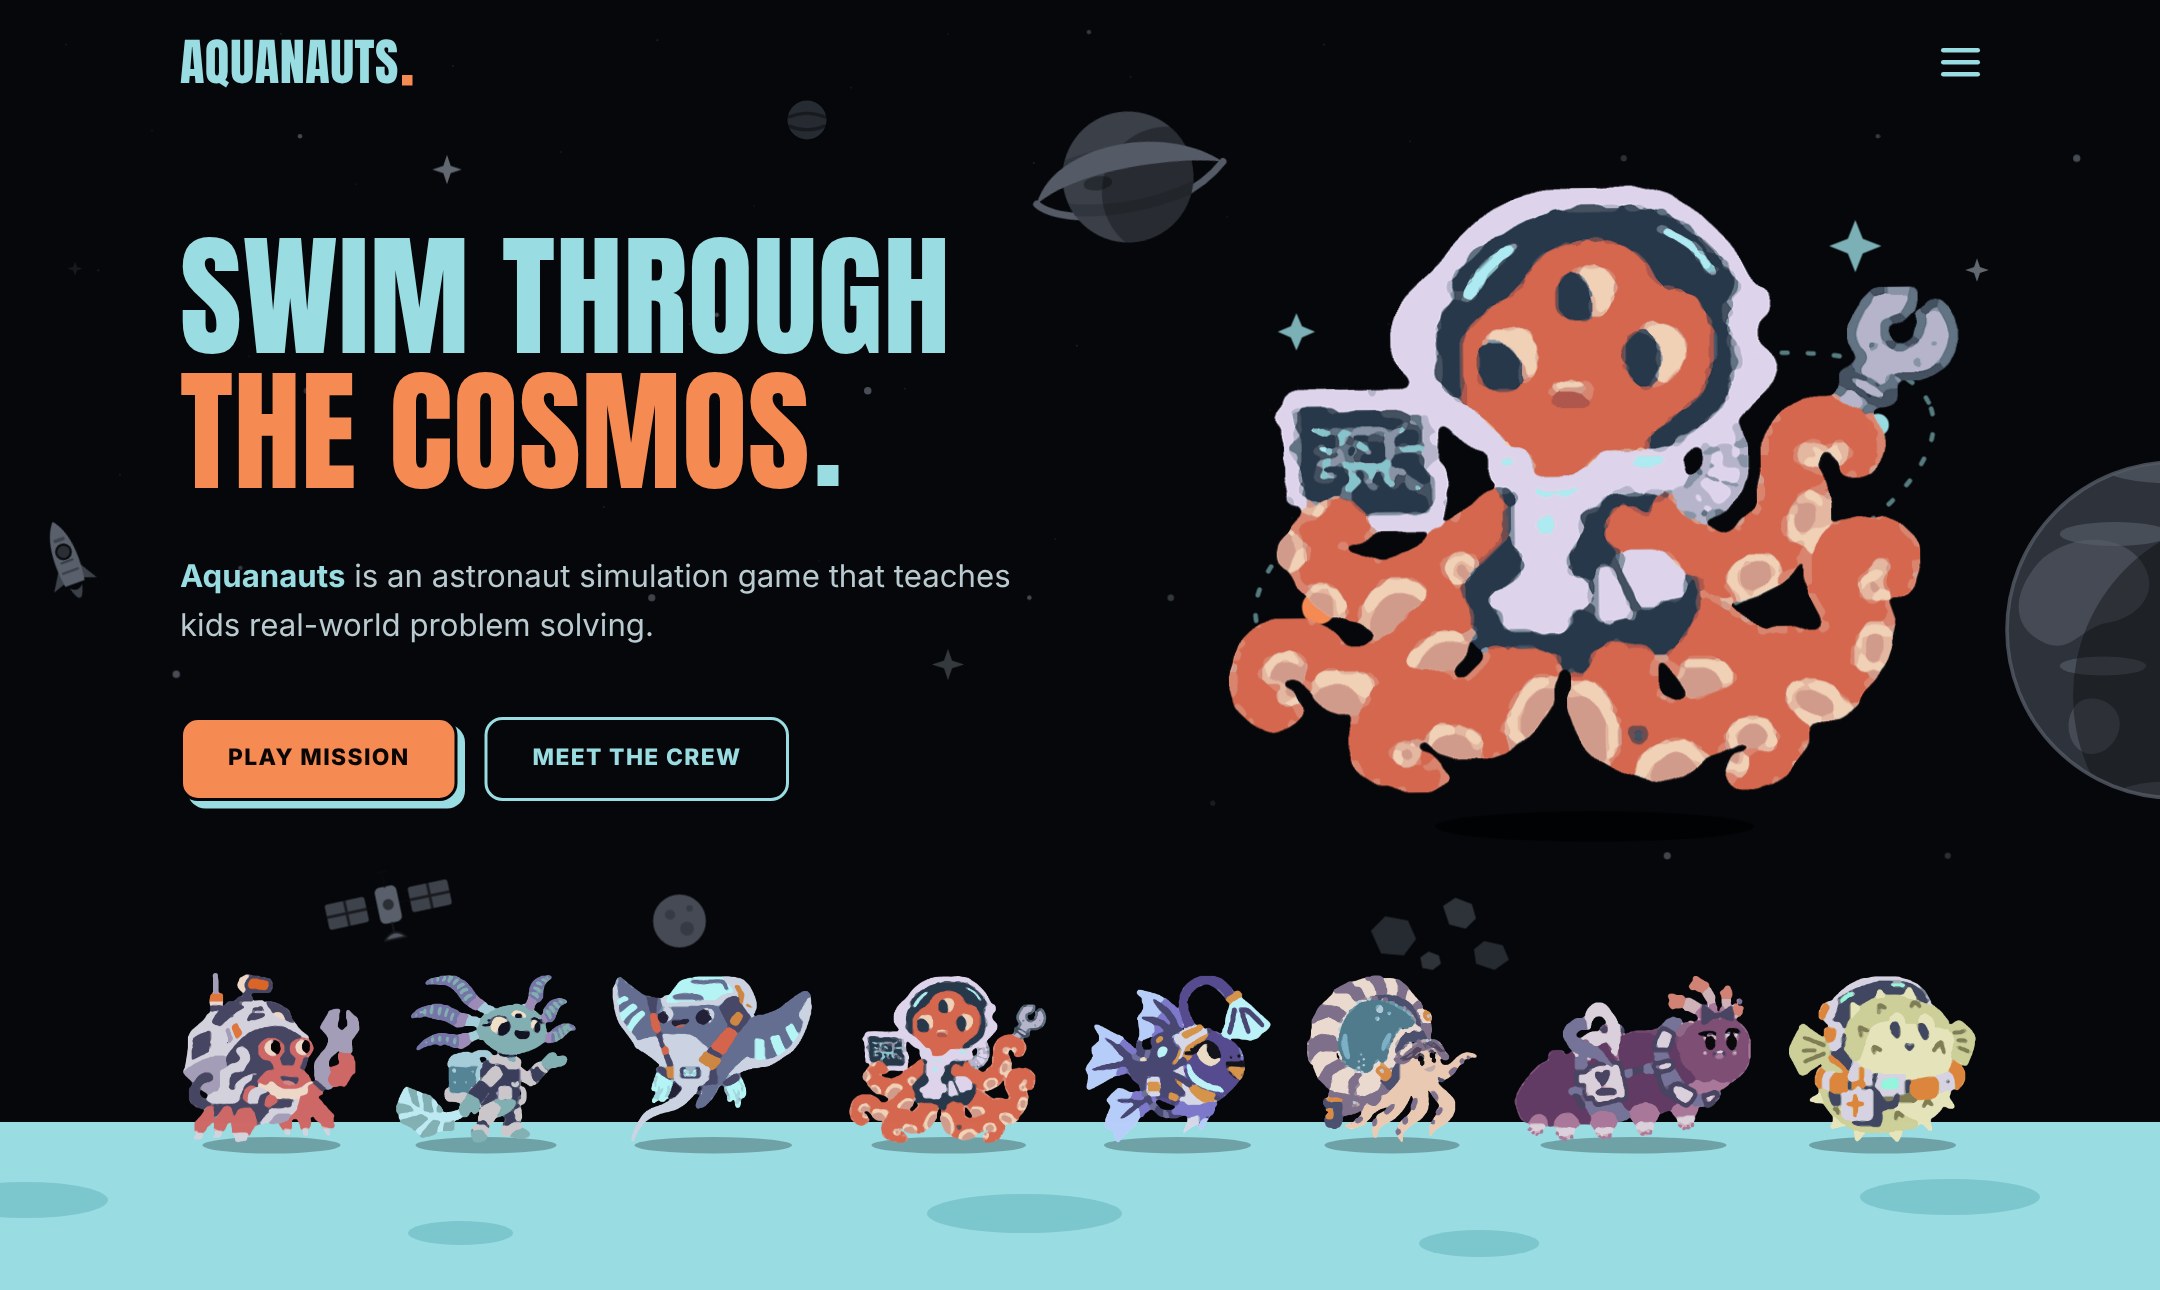 AQUANAUTS.
SWIM THROUGH
THE COSMOS.
Aquanauts is an astronaut simulation game that teaches
kids real-world problem solving.
PLAY MISSION
MEET THE CREW